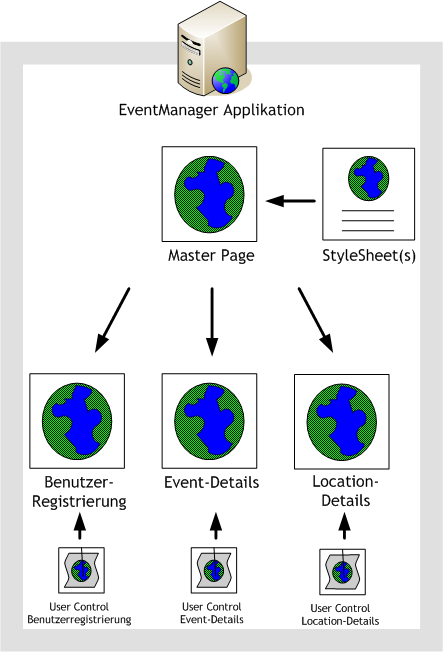 EventManager Applikation
Master Page
StyleSheet(s)
Benutzer-
Registrierung
Event-Details
Location-
Details
User Control
Benutzerregistrierung
User Control
Event-Details
User Control
Location-Details